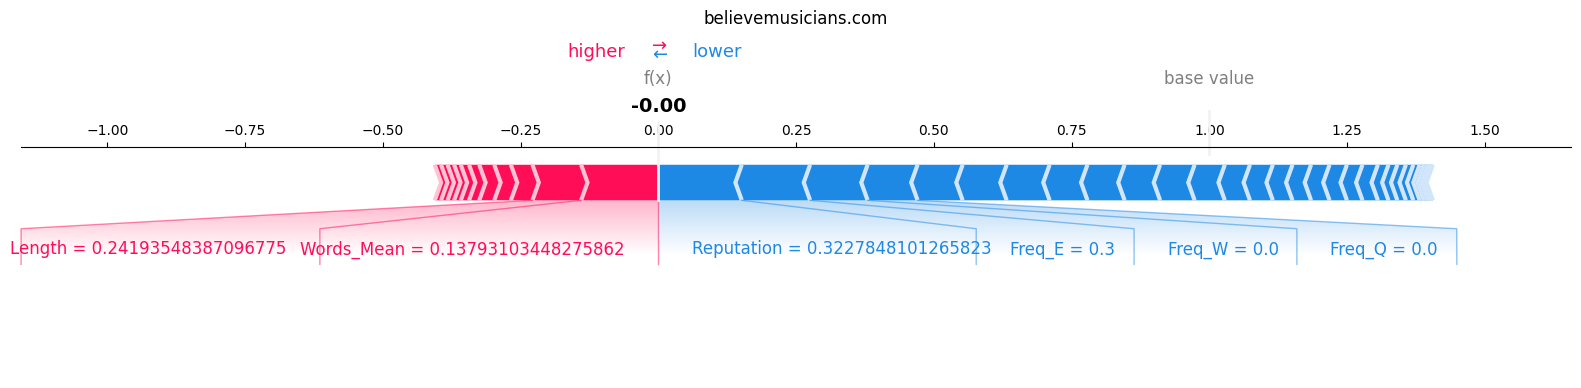 believemusicians.com
higher ⇄ lower
f(x) base value
-0.00
−1.00 −0.75 −0.50 −0.25 0.00 0.25 0.50 0.75 1.00 1.25 1.50
Length = 0.24193548387096775 Words_Mean = 0.13793103448275862 Reputation = 0.3227848101265823 Freq_E = 0.3 Freq_W = 0.0 Freq_Q = 0.0